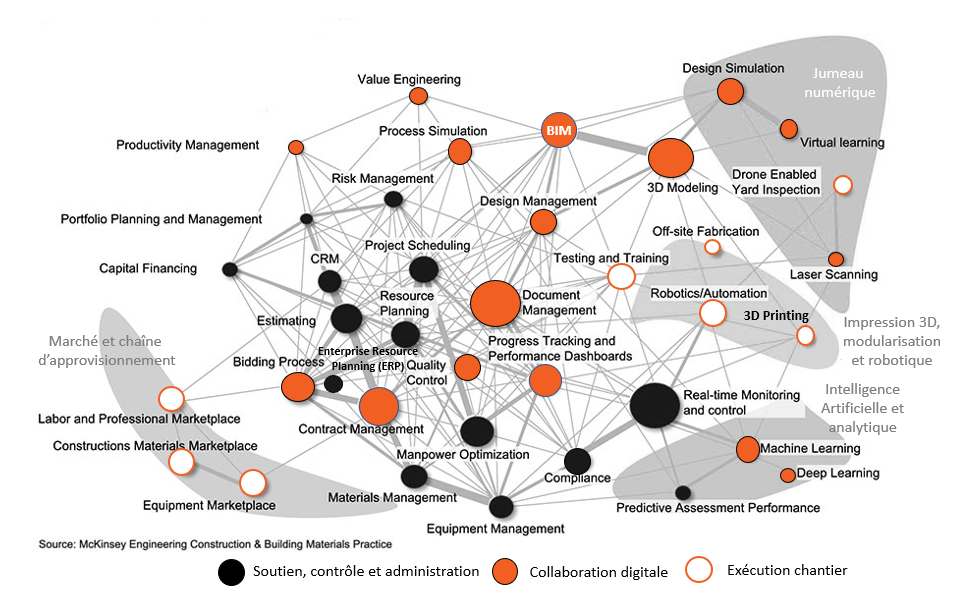 Design Simulation
Jumeau
numérique
Value Engineering
Process Simulation
BIM
Virtual learning
Productivity Management
Risk Management
3D Modeling
Drone Enabled
Yard Inspection
Design Management
Portfolio Planning and Management
Off-site Fabrication
Project Scheduling
Testing and Training
CRM
Capital Financing
Laser Scanning
Resource
Planning
Document
Management
Robotics/Automation
3D Printing
Estimating
Impression 3D,
modularisation
et robotique
Marché et chaîne
d'approvisionnement
Progress Tracking and
Performance Dashboards
Enterprise Resource
Planning (ERP)
Bidding Process
Quality
Control
Intelligence
Artificielle et
analytique
Real-time Monitoring
and control
Labor and Professional Marketplace
Contract Management
Constructions Materials Marketplace
Machine Learning
Manpower Optimization
Deep Learning
Compliance
Materials Management
Equipment Marketplace
Predictive Assessment Performance
Equipment Management
Source: McKinsey Engineering Construction & Building Materials Practice
Soutien, contrôle et administration
Collaboration digitale
Exécution chantier